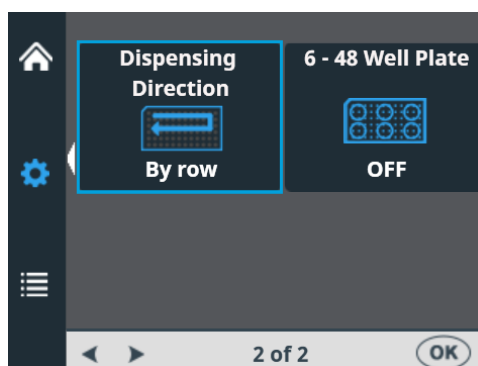 Dispensing
Direction
By row
6 - 48 Well Plate
OFF
2 of 2
OK